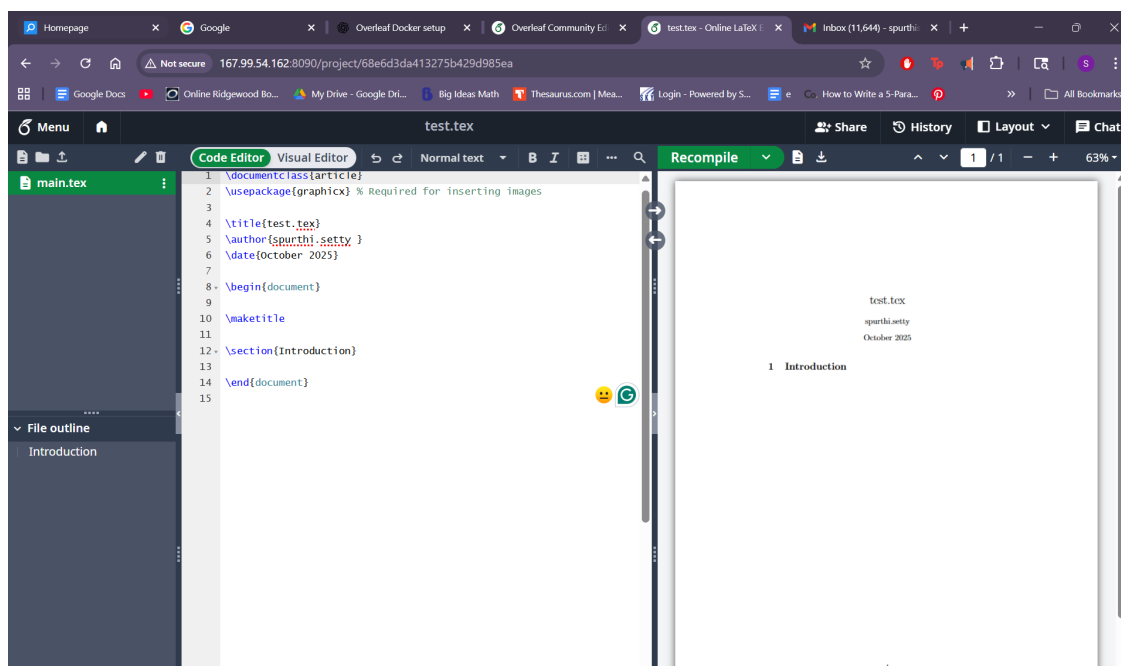 Homepage
Google
Overleaf Docker setup
Overleaf Community Ed
test.tex - Online LaTeX E
Inbox (11,644) - spurthi
Not secure 167.99.54.162:8090/project/68e6d3da413275b429d985ea
S
Google Docs
Online Ridgewood Bo...
My Drive - Google Dri...
Big Ideas Math
Thesaurus.com | Mea...
Login - Powered by S...
e
How to Write a 5-Para...
» All Bookmarks
Menu
test.tex
Share
History
Layout
Chat
Code Editor
Visual Editor
Normal text
B I
Recompile
1 / 1
63%
main.tex
1 \documentclass{article}
2 \usepackage{graphicx} % Required for inserting images
3
4 \title{test.tex}
5 \author{spurthi.setty }
6 \date{October 2025}
7
8 \begin{document}
9
10 \maketitle
11
12 \section{Introduction}
13
14 \end{document}
15
File outline
Introduction
test.tex
spurthi.setty
October 2025
1 Introduction